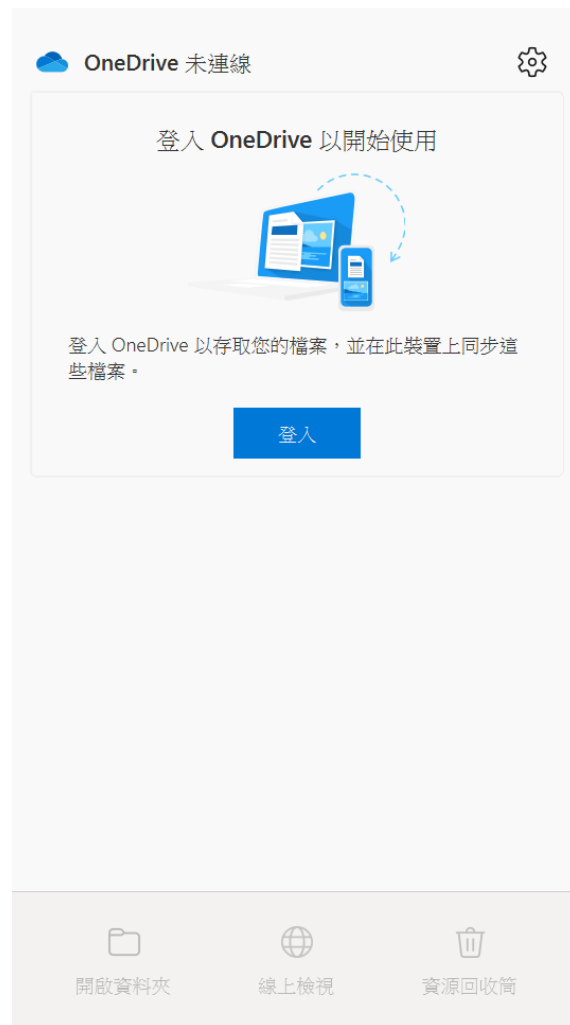 OneDrive 未連線
登入 OneDrive 以開始使用
登入 OneDrive 以存取您的檔案，並在此裝置上同步這
些檔案。
登入
開啟資料夾 線上檢視 資源回收筒